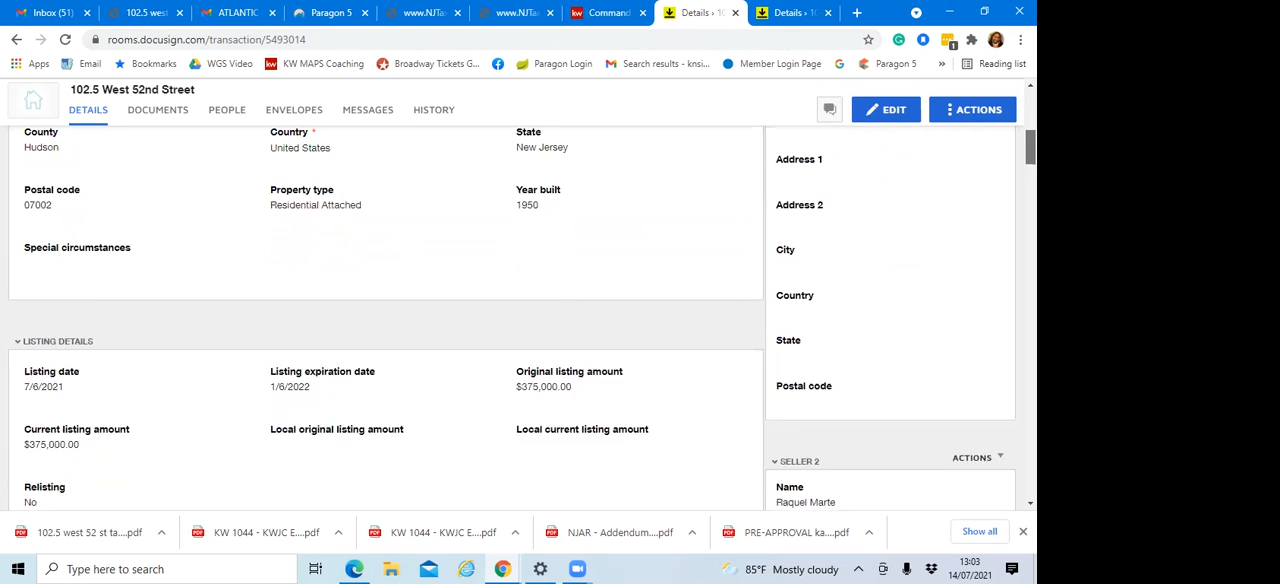 Inbox (51)
102.5 wes
ATLANTIC
Paragon 5
www.NJTa
www.NJTa
Command
Details › 10
Details › 10
rooms.docusign.com/transaction/5493014
1
Apps
Email
Bookmarks
WGS Video
KW MAPS Coaching
Broadway Tickets G...
Paragon Login
Search results - knsi...
Member Login Page
Paragon 5
»
Reading list
102.5 West 52nd Street
DETAILS
DOCUMENTS
PEOPLE
ENVELOPES
MESSAGES
HISTORY
EDIT
ACTIONS
County
Country *
State
Hudson
United States
New Jersey
Postal code
Property type
Year built
07002
Residential Attached
1950
Special circumstances
Address 1
Address 2
City
Country
State
Postal code
LISTING DETAILS
Listing date
Listing expiration date
Original listing amount
7/6/2021
1/6/2022
$375,000.00
Current listing amount
Local original listing amount
Local current listing amount
$375,000.00
Relisting
No
SELLER 2
ACTIONS
Name
Raquel Marte
102.5 west 52 st ta....pdf
KW 1044 - KWJC E....pdf
KW 1044 - KWJC E....pdf
NJAR - Addendum....pdf
PRE-APPROVAL ka....pdf
Show all
Type here to search
85°F Mostly cloudy
13:03
14/07/2021